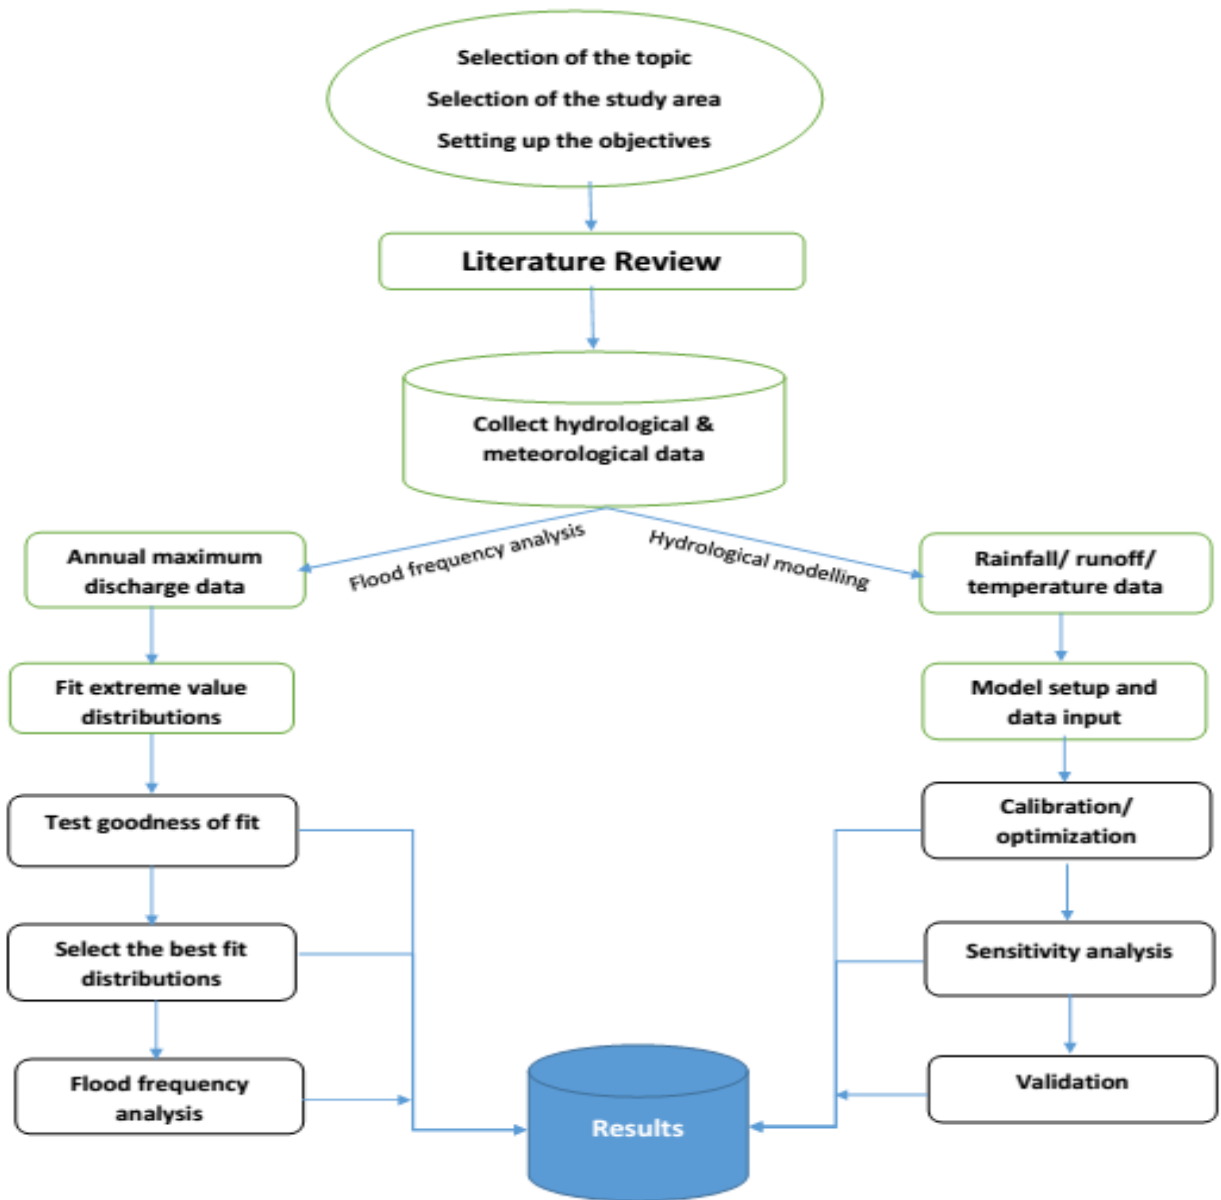 Selection of the topic
Selection of the study area
Setting up the objectives
Literature Review
Collect hydrological &
meteorological data
Flood frequency analysis
Hydrological modelling
Annual maximum
discharge data
Fit extreme value
distributions
Test goodness of fit
Select the best fit
distributions
Flood frequency
analysis
Rainfall/ runoff/
temperature data
Model setup and
data input
Calibration/
optimization
Sensitivity analysis
Validation
Results